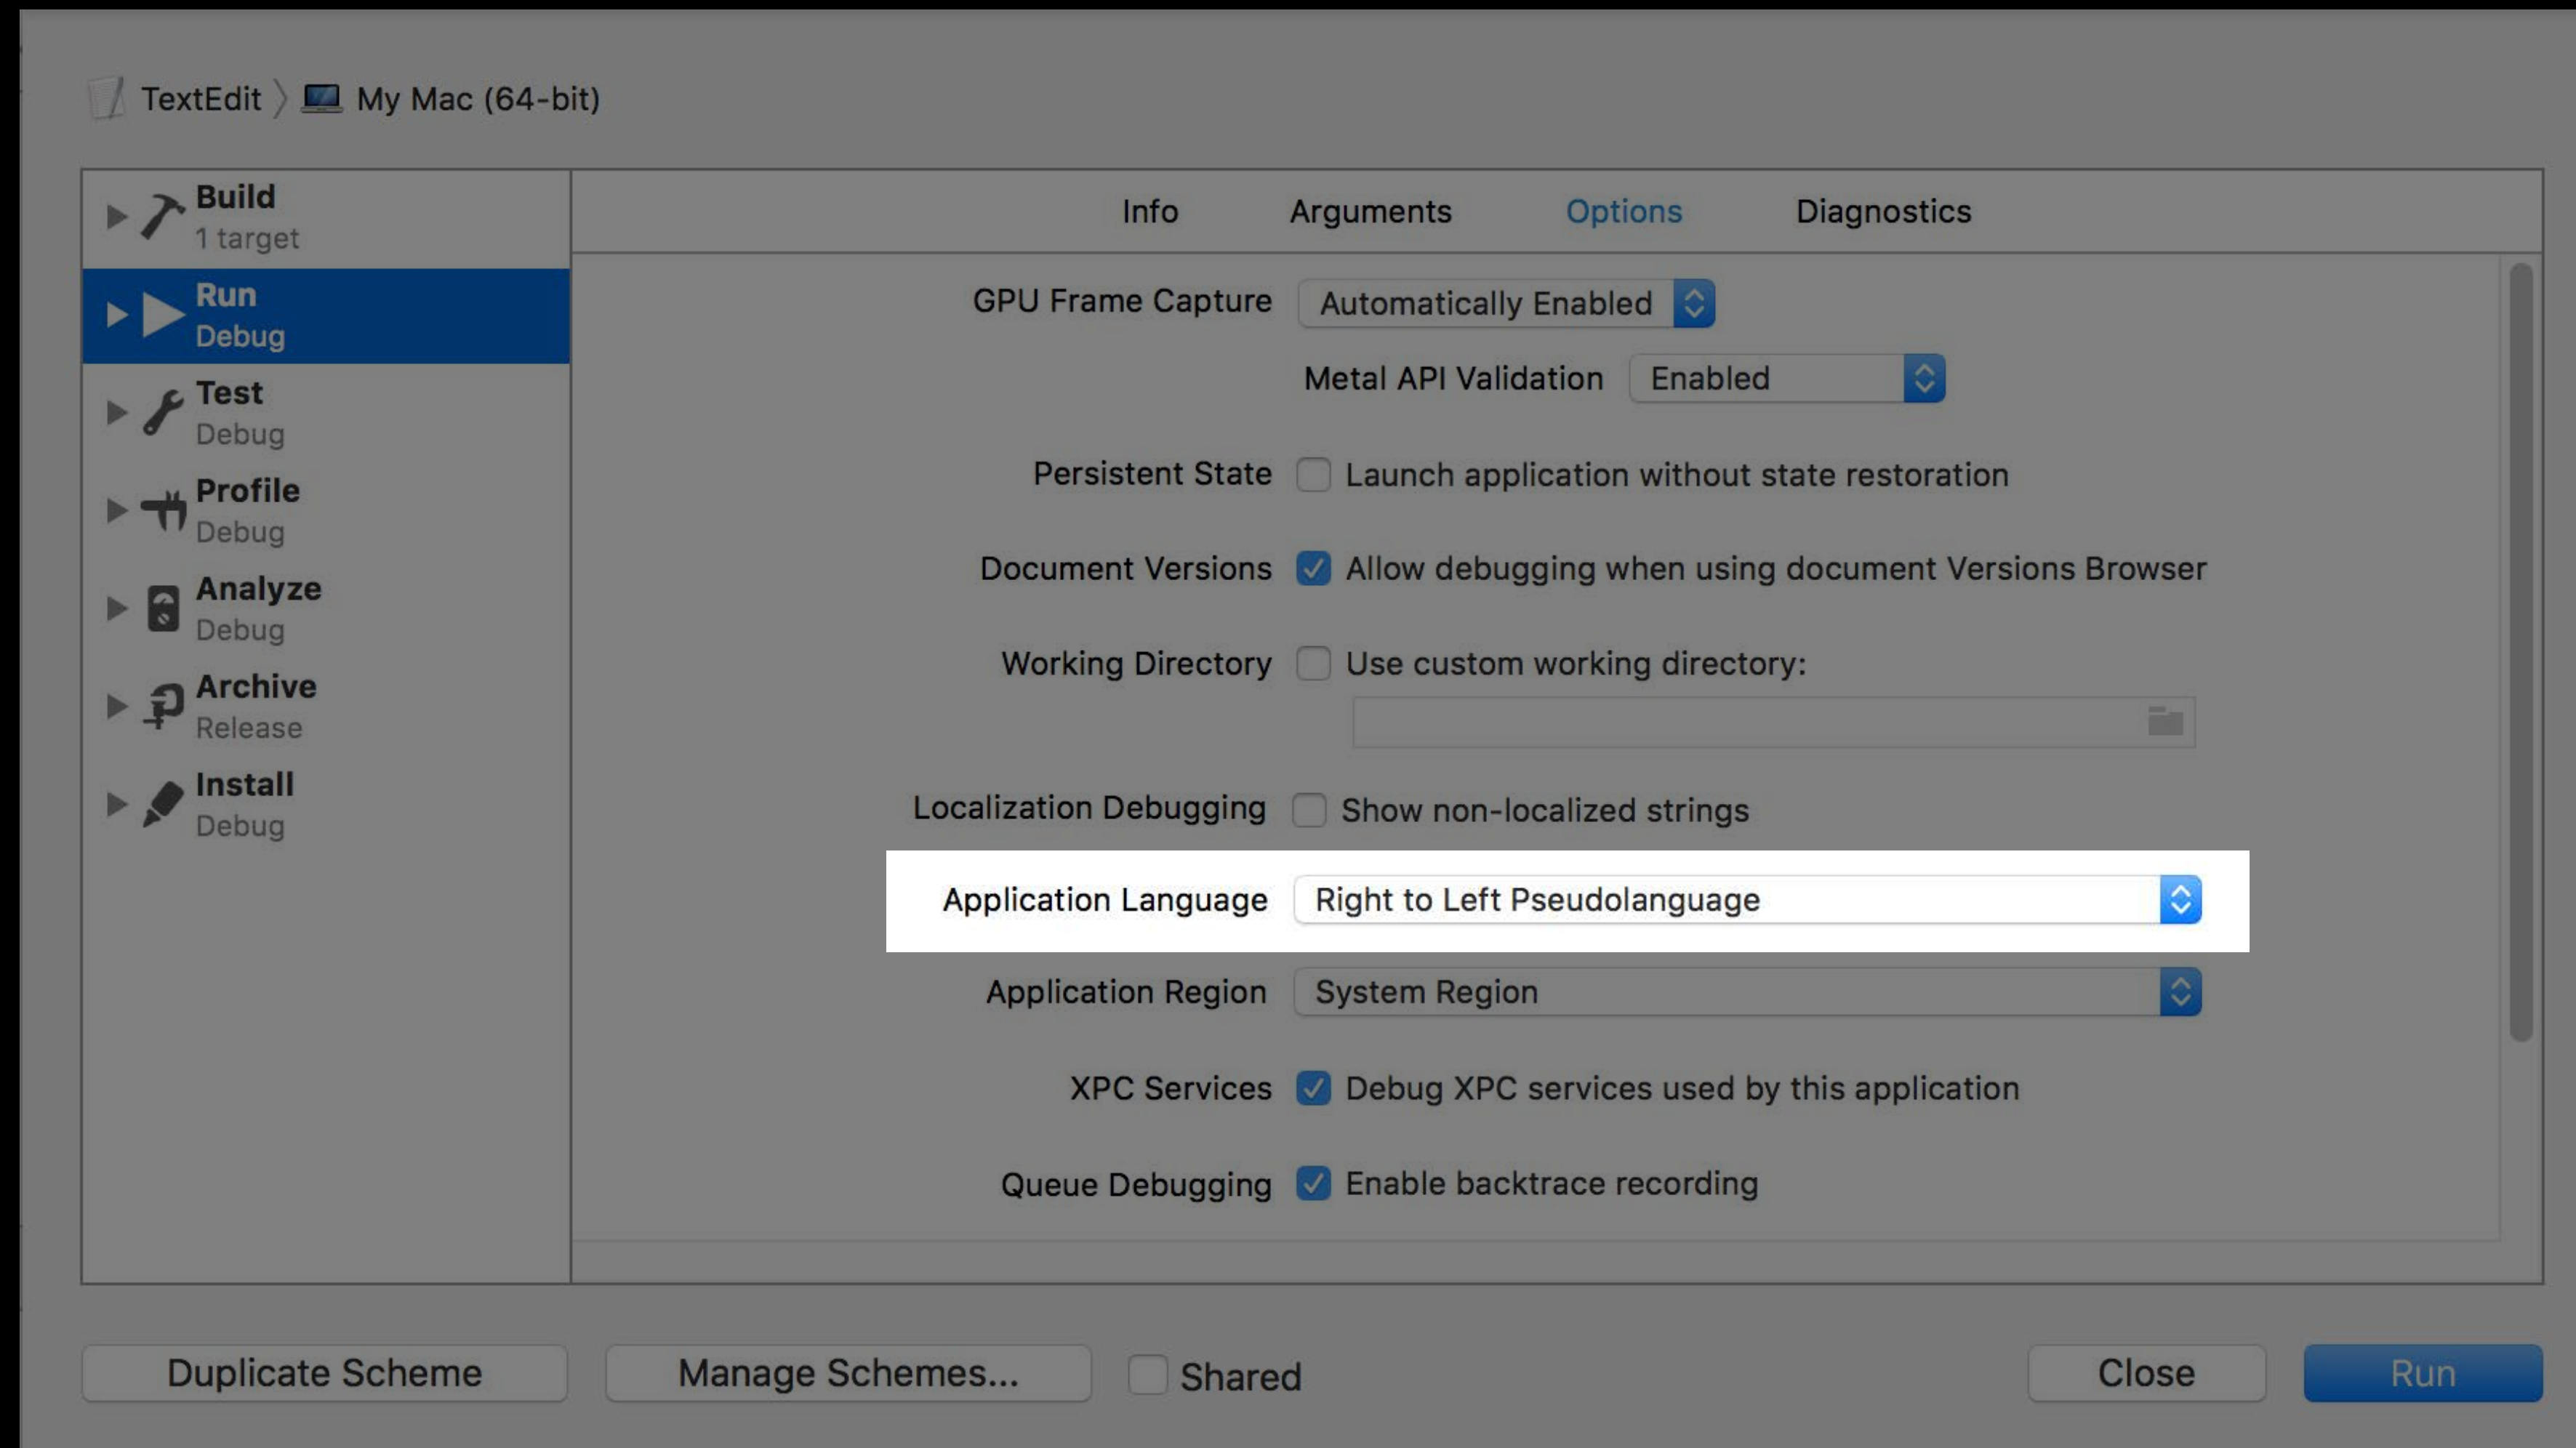 TextEdit 〉 My Mac (64-bit)
Build
1 target
Run
Debug
Test
Debug
Profile
Debug
Analyze
Debug
Archive
Release
Install
Debug
Info Arguments Options Diagnostics
GPU Frame Capture Automatically Enabled
Metal API Validation Enabled
Persistent State Launch application without state restoration
Document Versions Allow debugging when using document Versions Browser
Working Directory Use custom working directory:
Localization Debugging Show non-localized strings
Application Language Right to Left Pseudolanguage
Application Region System Region
XPC Services Debug XPC services used by this application
Queue Debugging Enable backtrace recording
Duplicate Scheme Manage Schemes... Shared Close Run